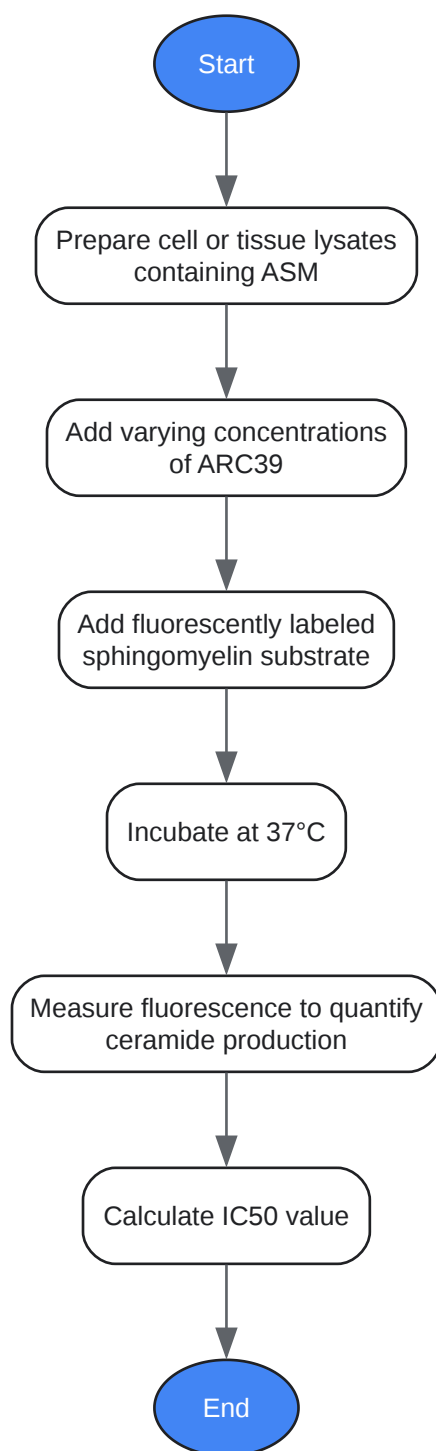 Start
Prepare cell or tissue lysates
containing ASM
Add varying concentrations
of ARC39
Add fluorescently labeled
sphingomyelin substrate
Incubate at 37°C
Measure fluorescence to quantify
ceramide production
Calculate IC50 value
End